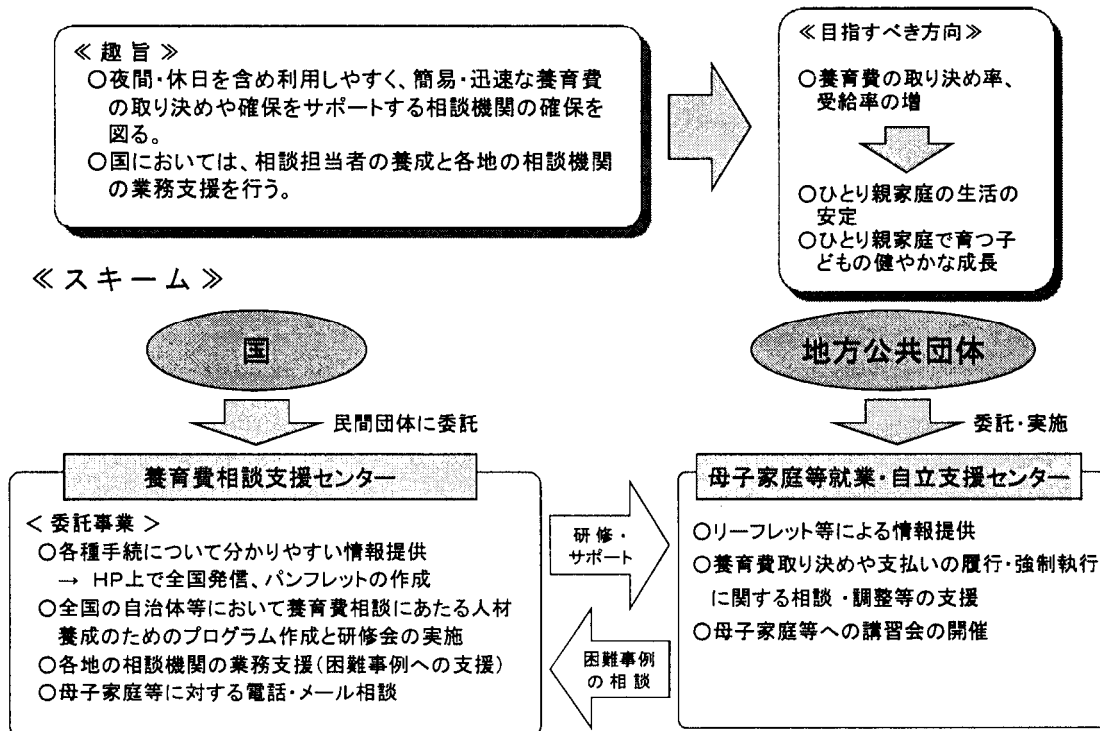 ≪ 趣 旨 ≫
○夜間・休日を含め利用しやすく、簡易・迅速な養育費
の取り決めや確保をサポートする相談機関の確保を
図る。
○国においては、相談担当者の養成と各地の相談機関
の業務支援を行う。
≪目指すべき方向≫
○養育費の取り決め率、
受給率の増
○ひとり親家庭の生活の
安定
○ひとり親家庭で育つ子
どもの健やかな成長
≪ スキーム ≫
国
民間団体に委託
養育費相談支援センター
＜ 委託事業 ＞
○各種手続について分かりやすい情報提供
→ HP上で全国発信、パンフレットの作成
○全国の自治体等において養育費相談にあたる人材
養成のためのプログラム作成と研修会の実施
○各地の相談機関の業務支援(困難事例への支援)
○母子家庭等に対する電話・メール相談
研修・
サポート
困難事例
の 相 談
地方公共団体
委託・実施
母子家庭等就業・自立支援センター
○リーフレット等による情報提供
○養育費取り決めや支払いの履行・強制執行
に関する相談・調整等の支援
○母子家庭等への講習会の開催